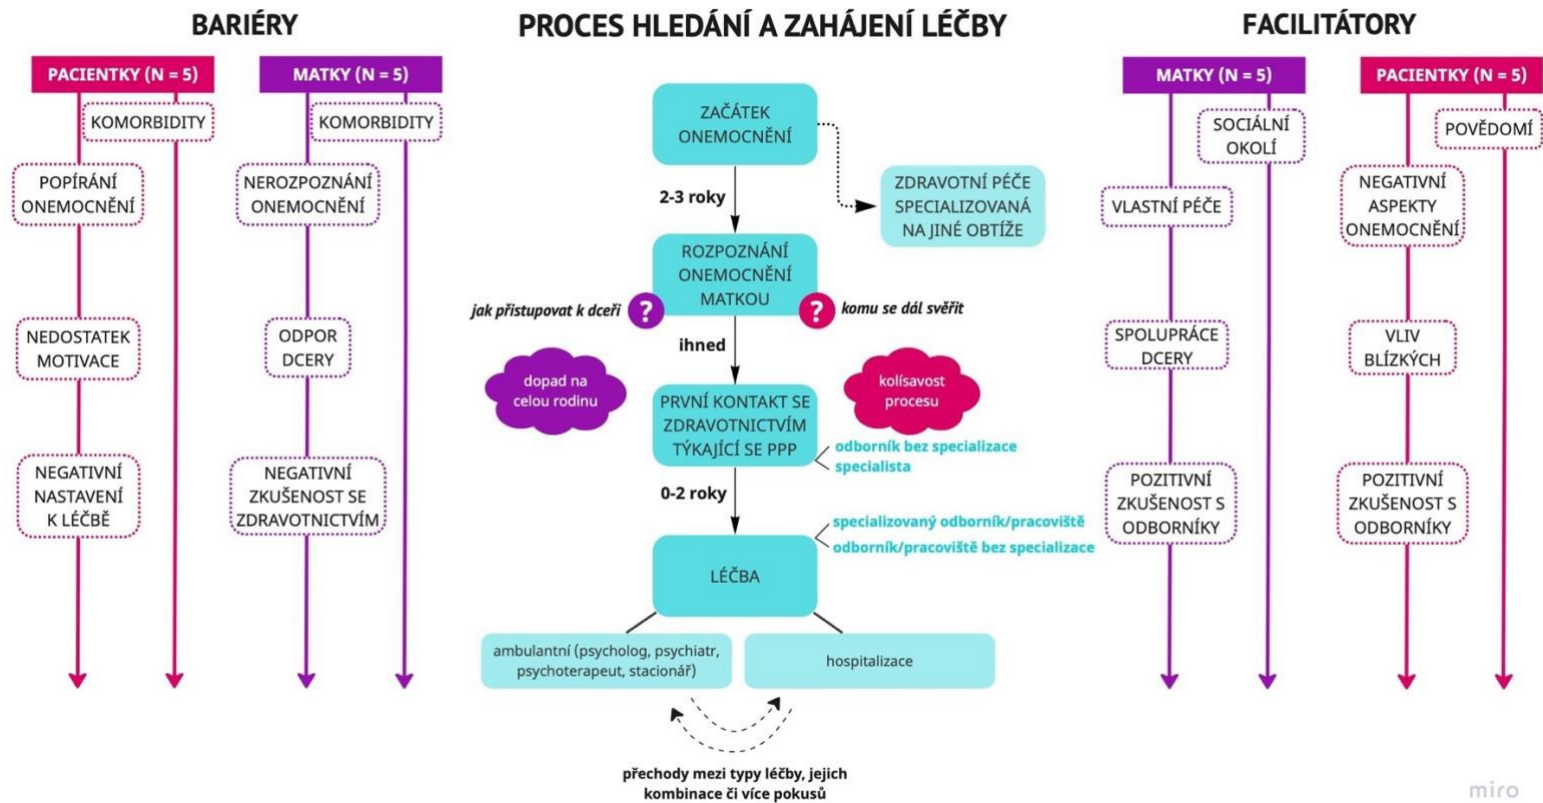 BARIÉRY
PACIENTKY (N = 5)
KOMORBIDITY
POPÍRÁNÍ
ONEMOCNĚNÍ
NEDOSTATEK
MOTIVACE
NEGATIVNÍ
NASTAVENÍ
K LÉČBĚ
MATKY (N = 5)
KOMORBIDITY
NEROZPOZNÁNÍ
ONEMOCNĚNÍ
ODPOR
DCERY
NEGATIVNÍ
ZKUŠENOST SE
ZDRAVOTNICTVÍM
PROCES HLEDÁNÍ A ZAHÁJENÍ LÉČBY
ZAČÁTEK
ONEMOCNĚNÍ
2-3 roky
ZDRAVOTNÍ PÉČE
SPECIALIZOVANÁ
NA JINÉ OBTÍŽE
ROZPOZNÁNÍ
ONEMOCNĚNÍ
MATKOU
jak přistupovat k dceři
?
?
komu se dál svěřit
ihned
dopad na
celou rodinu
kolísavost
procesu
PRVNÍ KONTAKT SE
ZDRAVOTNICTVÍM
TÝKAJÍCÍ SE PPP
odborník bez specializace
specialista
0-2 roky
specializovaný odborník/pracoviště
odborník/pracoviště bez specializace
LÉČBA
ambulantní (psycholog, psychiatr,
psychoterapeut, stacionář)
hospitalizace
přechody mezi typy léčby, jejich
kombinace či více pokusů
FACILITÁTORY
MATKY (N = 5)
SOCIÁLNÍ
OKOLÍ
VLASTNÍ PÉČE
SPOLUPRÁCE
DCERY
POZITIVNÍ
ZKUŠENOST S
ODBORNÍKY
PACIENTKY (N = 5)
POVĚDOMÍ
NEGATIVNÍ
ASPEKTY
ONEMOCNĚNÍ
VLIV
BLÍZKÝCH
POZITIVNÍ
ZKUŠENOST S
ODBORNÍKY
miro